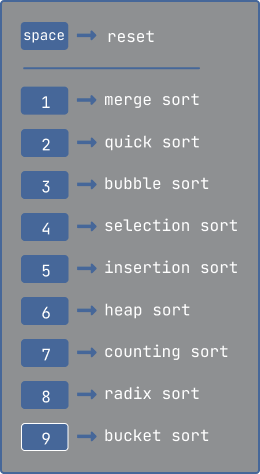 space → reset
1 → merge sort
2 → quick sort
3 → bubble sort
4 → selection sort
5 → insertion sort
6 → heap sort
7 → counting sort
8 → radix sort
9 → bucket sort